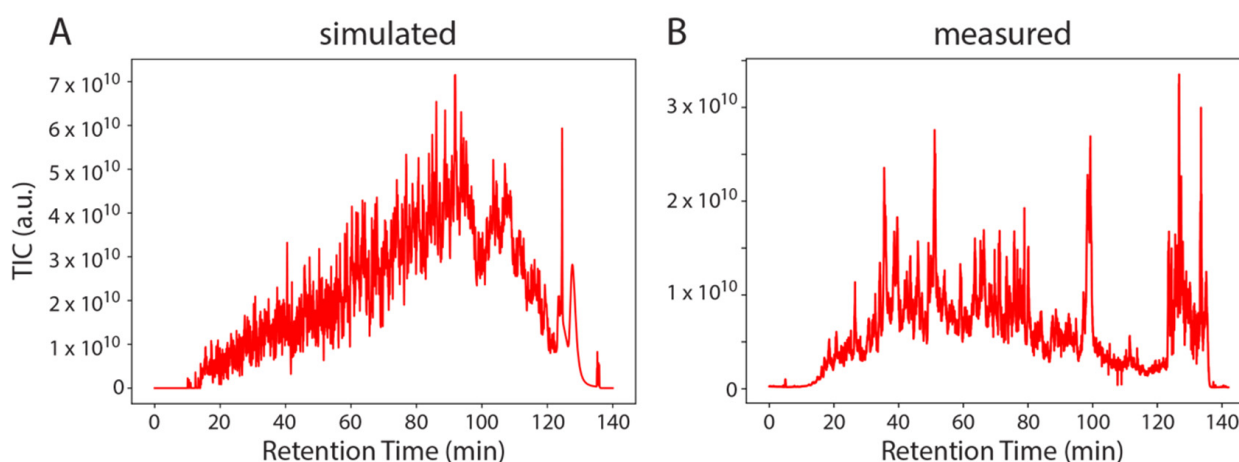 A simulated
B measured
TIC (a.u.)
7 x 10^10
6 x 10^10
5 x 10^10
4 x 10^10
3 x 10^10
2 x 10^10
1 x 10^10
0
0 20 40 60 80 100 120 140
Retention Time (min)
3 x 10^10
2 x 10^10
1 x 10^10
0
0 20 40 60 80 100 120 140
Retention Time (min)